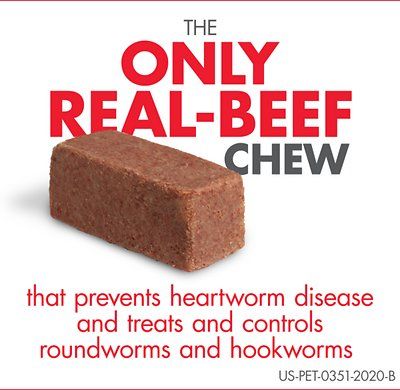 THE
ONLY
REAL-BEEF
CHEW
that prevents heartworm disease
and treats and controls
roundworms and hookworms
US-PET-0351-2020-B